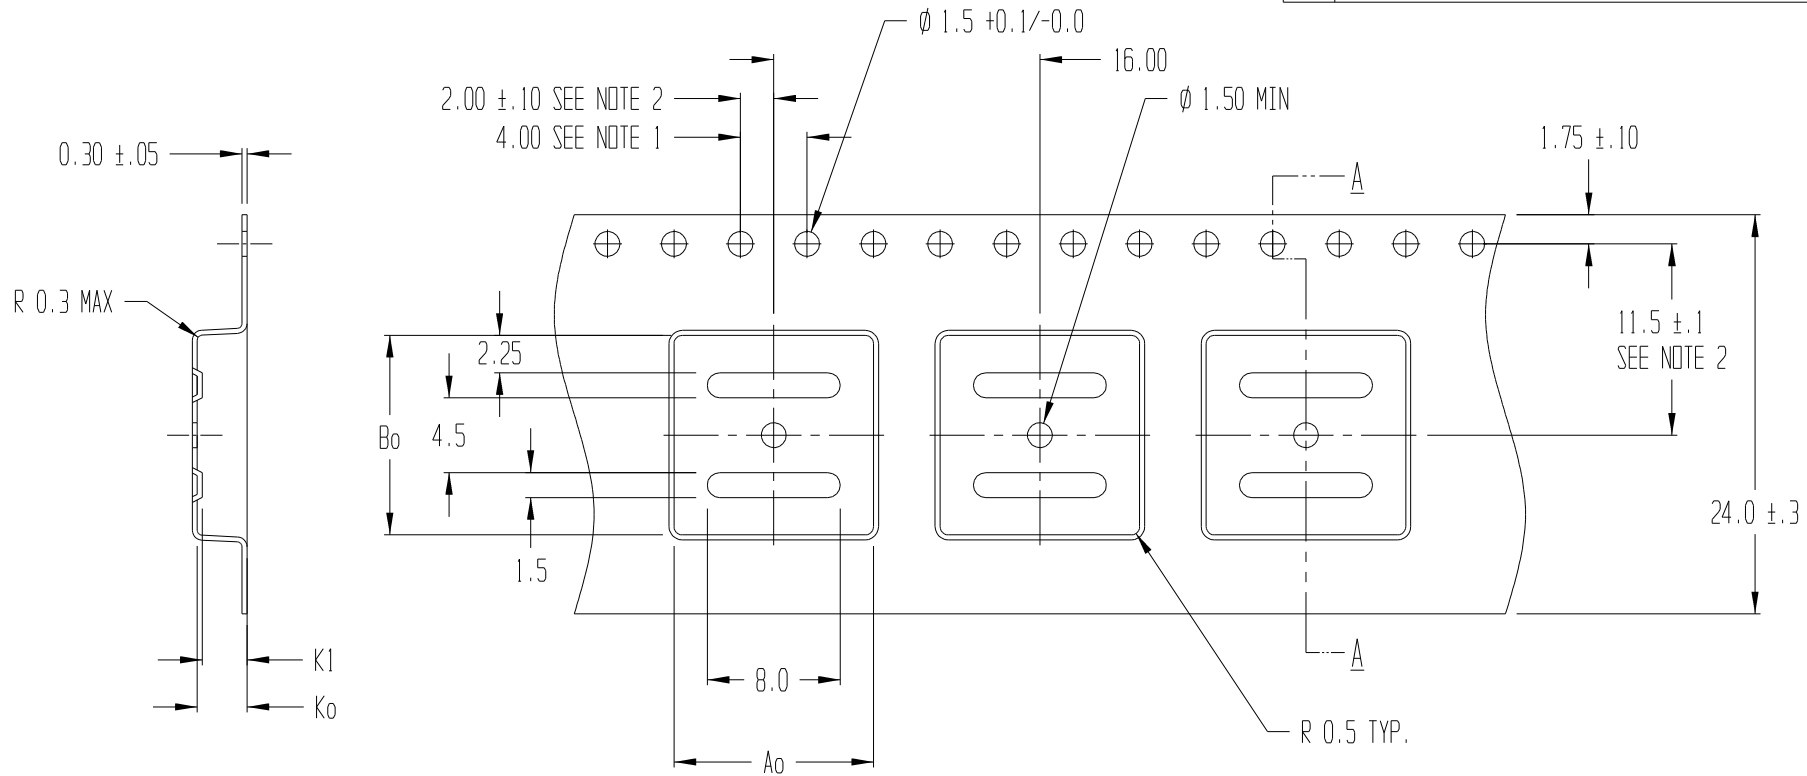 Ø 1.5 +0.1/-0.0
16.00
2.00 ±.10 SEE NOTE 2
Ø 1.50 MIN
4.00 SEE NOTE 1
1.75 ±.10
0.30 ±.05
A
R 0.3 MAX
11.5 ±.1
SEE NOTE 2
2.25
Bo
4.5
24.0 ±.3
1.5
K1
A
8.0
Ko
R 0.5 TYP.
Ao